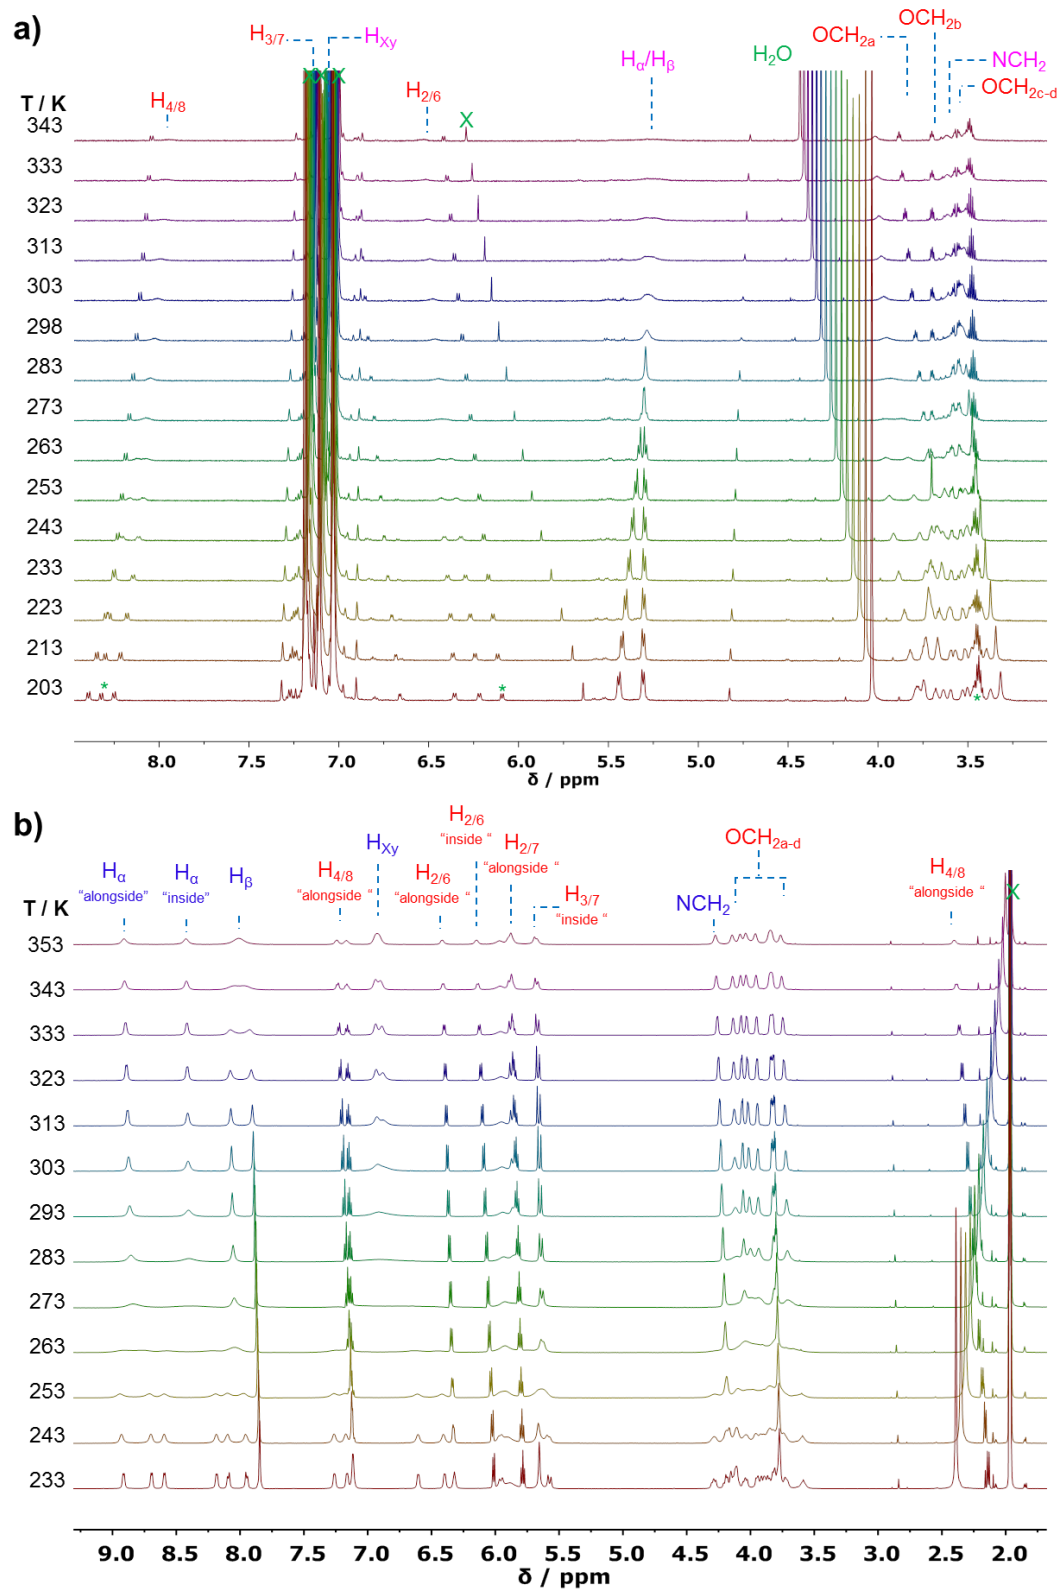 a)
OCH2b
OCH2a
H3/7
HXy
Hα/Hβ
H2O
NCH2
OCH2c-d
H4/8
H2/6
X
X X X
T / K
343
333
323
313
303
298
283
273
263
253
243
233
223
213
203
* * *
8.0 7.5 7.0 6.5 6.0 5.5 5.0 4.5 4.0 3.5
δ / ppm
b)
H2/6
"inside "
OCH2a-d
HXy
H2/7
"alongside "
Hα
"alongside"
Hα
"inside"
Hβ
H4/8
"alongside "
H2/6
"alongside "
H3/7
"inside "
NCH2
H4/8
"alongside "
X
T / K
353
343
333
323
313
303
293
283
273
263
253
243
233
9.0 8.5 8.0 7.5 7.0 6.5 6.0 5.5 5.0 4.5 4.0 3.5 3.0 2.5 2.0
δ / ppm